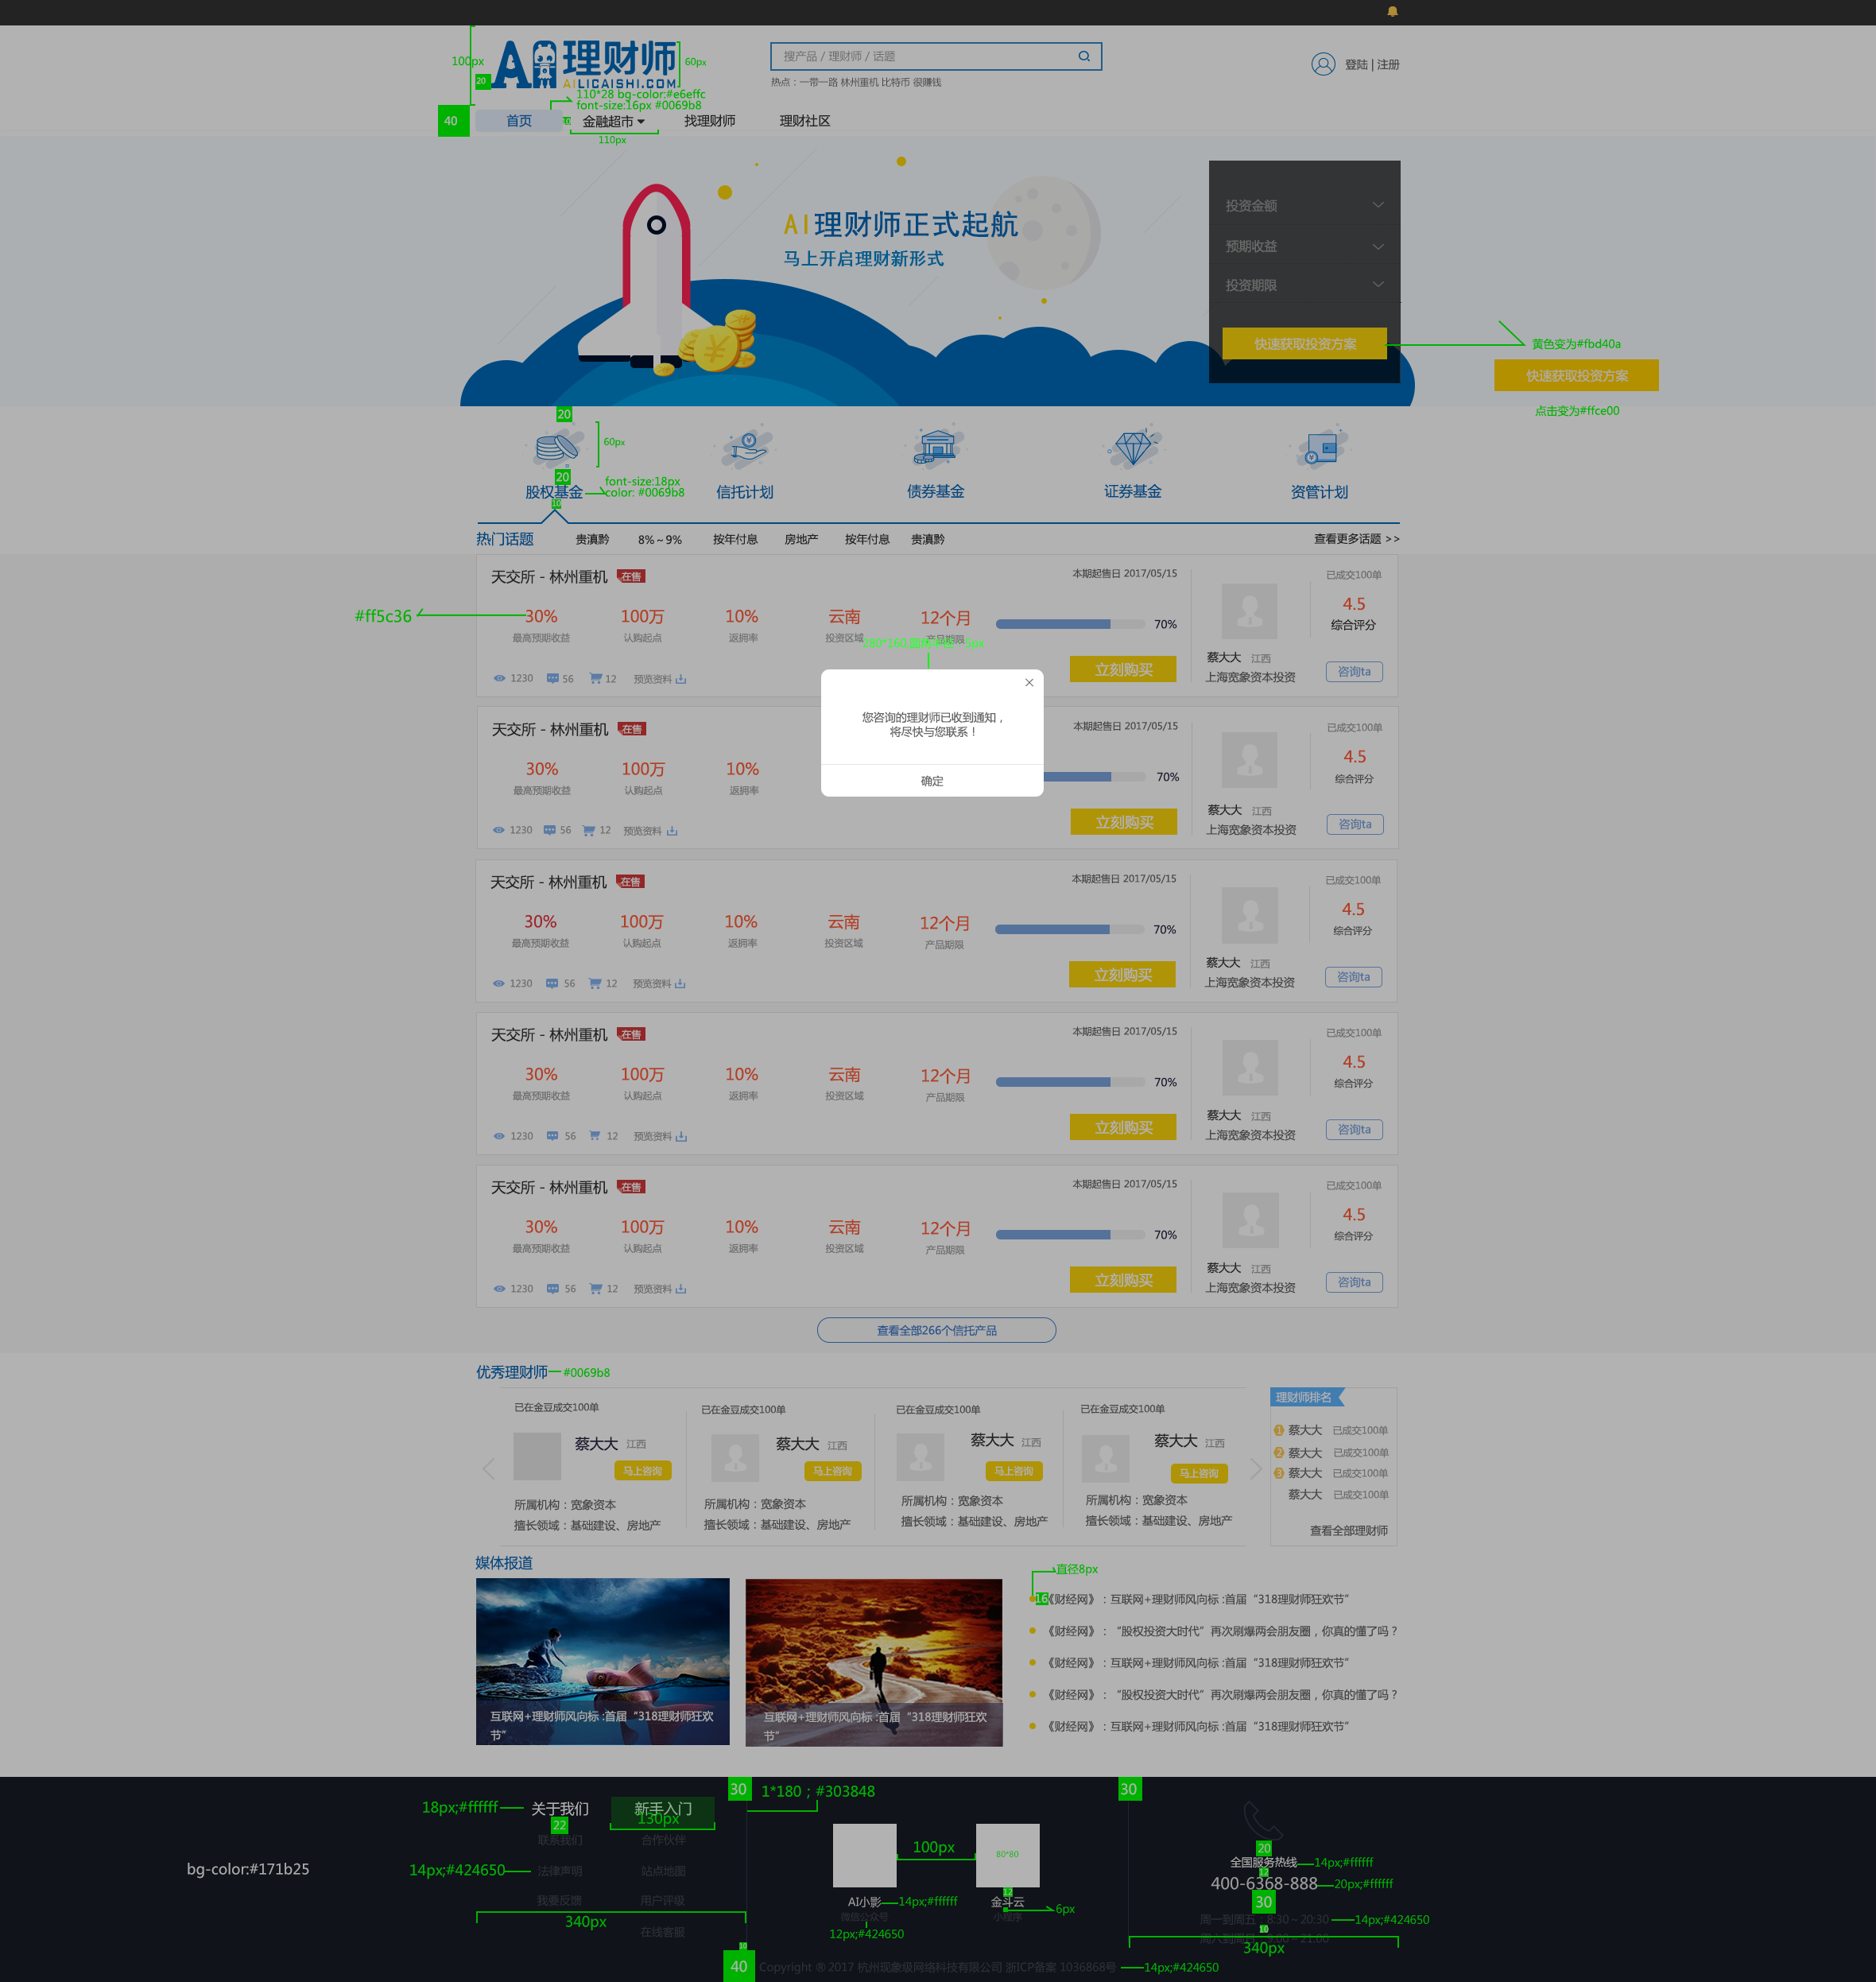 AI理财师
AILICAISHI.COM
100px
20
60px
搜产品 / 理财师 / 话题
热点：一带一路 林州重机 比特币 很赚钱
登陆 | 注册
110*28 bg-color:#e6effc
font-size:16px #0069b8
40
首页
金融超市
找理财师
理财社区
110px
AI理财师正式起航
马上开启理财新形式
投资金额
预期收益
投资期限
快速获取投资方案
黄色变为#fbd40a
快速获取投资方案
点击变为#ffce00
20
60px
20
font-size:18px
color: #0069b8
股权基金
信托计划
债券基金
证券基金
资管计划
10
热门话题
贵滇黔
8%～9%
按年付息
房地产
按年付息
贵滇黔
查看更多话题 >>
天交所 - 林州重机 在售
本期起售日 2017/05/15
已成交100单
#ff5c36
30% 100万 10% 云南 12个月
70%
4.5
最高预期收益 认购起点 返拥率 投资区域 产品期限
综合评分
蔡大大 江西
上海宽象资本投资
1230 56 12 预览资料
立刻购买
咨询ta
您咨询的理财师已收到通知，
将尽快与您联系！
确定
天交所 - 林州重机 在售
本期起售日 2017/05/15
已成交100单
30% 100万 10%
70%
4.5
最高预期收益 认购起点 返拥率
综合评分
蔡大大 江西
上海宽象资本投资
1230 56 12 预览资料
立刻购买
咨询ta
天交所 - 林州重机 在售
本期起售日 2017/05/15
已成交100单
30% 100万 10% 云南 12个月
70%
4.5
最高预期收益 认购起点 返拥率 投资区域 产品期限
综合评分
蔡大大 江西
上海宽象资本投资
1230 56 12 预览资料
立刻购买
咨询ta
天交所 - 林州重机 在售
本期起售日 2017/05/15
已成交100单
30% 100万 10% 云南 12个月
70%
4.5
最高预期收益 认购起点 返拥率 投资区域 产品期限
综合评分
蔡大大 江西
上海宽象资本投资
1230 56 12 预览资料
立刻购买
咨询ta
天交所 - 林州重机 在售
本期起售日 2017/05/15
已成交100单
30% 100万 10% 云南 12个月
70%
4.5
最高预期收益 认购起点 返拥率 投资区域 产品期限
综合评分
蔡大大 江西
上海宽象资本投资
1230 56 12 预览资料
立刻购买
咨询ta
查看全部266个信托产品
优秀理财师
#0069b8
已在金豆成交100单
蔡大大 江西
马上咨询
所属机构：宽象资本
擅长领域：基础建设、房地产
已在金豆成交100单
蔡大大 江西
马上咨询
所属机构：宽象资本
擅长领域：基础建设、房地产
已在金豆成交100单
蔡大大 江西
马上咨询
所属机构：宽象资本
擅长领域：基础建设、房地产
已在金豆成交100单
蔡大大 江西
马上咨询
所属机构：宽象资本
擅长领域：基础建设、房地产
理财师排名
1 蔡大大 已成交100单
2 蔡大大 已成交100单
3 蔡大大 已成交100单
蔡大大 已成交100单
查看全部理财师
媒体报道
互联网+理财师风向标 :首届“318理财师狂欢
节”
互联网+理财师风向标 :首届“318理财师狂欢
节”
直径8px
16
《财经网》：互联网+理财师风向标 :首届“318理财师狂欢节”
《财经网》：“股权投资大时代”再次刷爆两会朋友圈，你真的懂了吗？
《财经网》：互联网+理财师风向标 :首届“318理财师狂欢节”
《财经网》：“股权投资大时代”再次刷爆两会朋友圈，你真的懂了吗？
《财经网》：互联网+理财师风向标 :首届“318理财师狂欢节”
bg-color:#171b25
18px;#ffffff
关于我们
新手入门
22
130px
联系我们
合作伙伴
14px;#424650
法律声明
站点地图
我要反馈
用户评级
340px
在线客服
30
1*180；#303848
100px
80*80
AI小影
14px;#ffffff
微信公众号
12px;#424650
12
金斗云
小程序
6px
30
20
全国服务热线
14px;#ffffff
12
400-6368-888
20px;#ffffff
30
周一到周五 8:30～20:30
14px;#424650
10
周六到周日 9:00～21:00
340px
10
40
Copyright ® 2017 杭州现象级网络科技有限公司 浙ICP备案 1036868号
14px;#424650